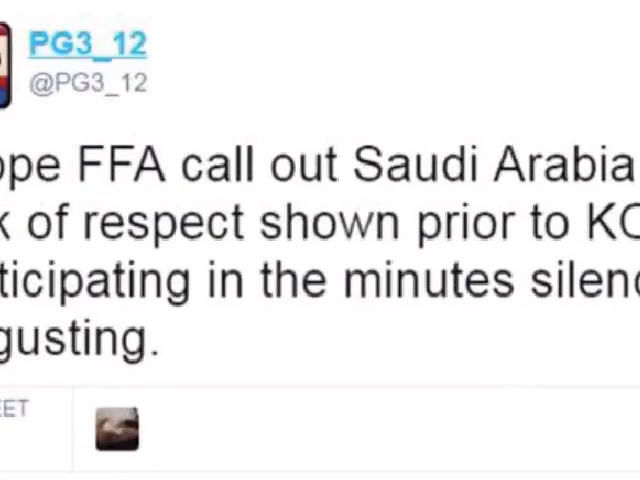 PG3_12
@PG3_12
ope FFA call out Saudi Arabia
k of respect shown prior to KO
ticipating in the minutes silenc
gusting.
EET